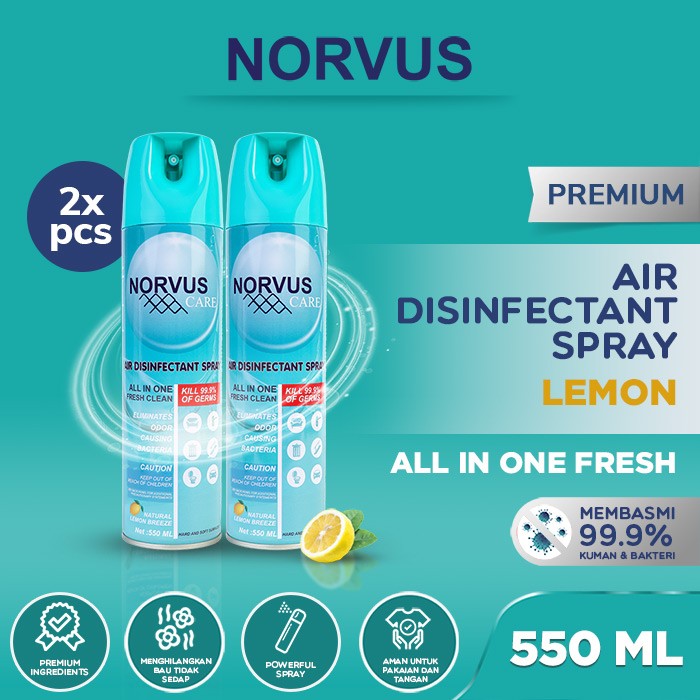 NORVUS
2x
pcs
PREMIUM
AIR
DISINFECTANT
SPRAY
LEMON
ALL IN ONE FRESH
MEMBASMI
99.9%
KUMAN & BAKTERI
NORVUS
CARE
AIR DISINFECTANT SPRAY
ALL IN ONE
FRESH CLEAN
KILL 99.9%
OF GERMS
ELIMINATES
ODOR
CAUSING
BACTERIA
CAUTION
KEEP OUT OF
REACH OF CHILDREN
NATURAL
LEMON BREEZE
Net :550 ML
NORVUS
CARE
AIR DISINFECTANT SPRAY
ALL IN ONE
FRESH CLEAN
KILL 99.9%
OF GERMS
ELIMINATES
ODOR
CAUSING
BACTERIA
CAUTION
KEEP OUT OF
REACH OF CHILDREN
NATURAL
LEMON BREEZE
Net :550 ML
PREMIUM
INGREDIENTS
MENGHILANGKAN
BAU TIDAK
SEDAP
POWERFUL
SPRAY
AMAN UNTUK
PAKAIAN DAN
TANGAN
550 ML